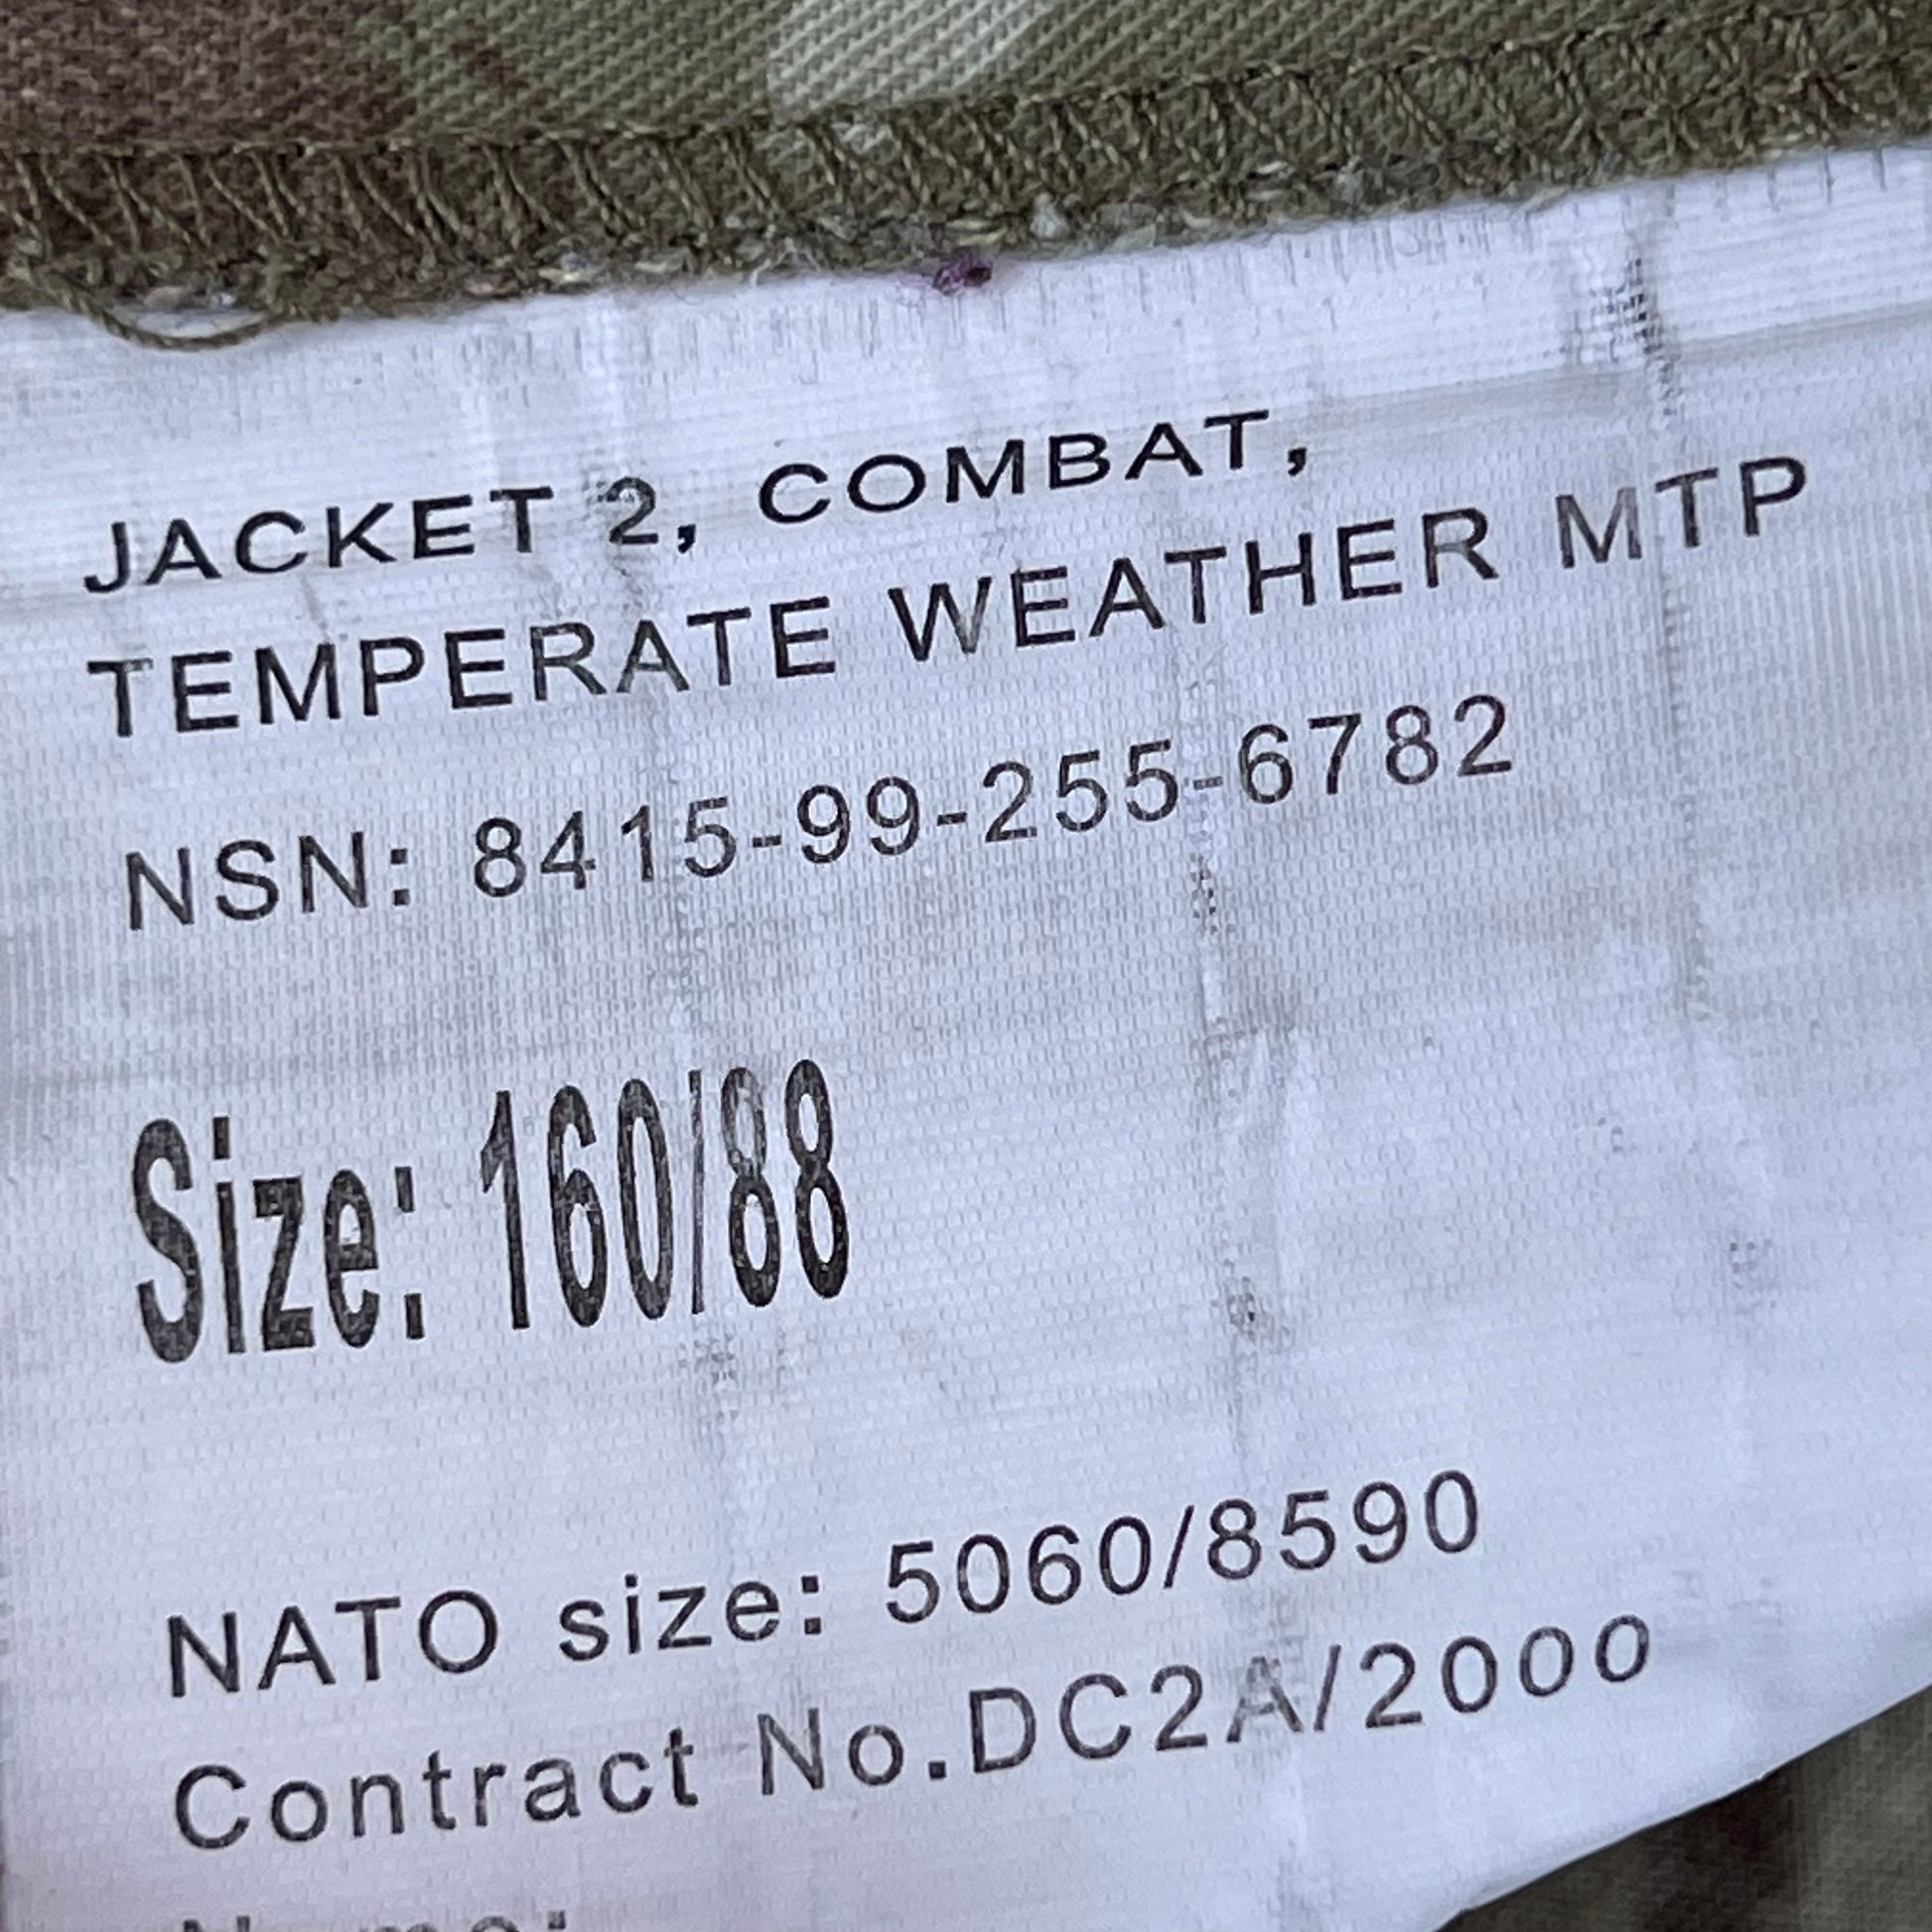 JACKET 2, COMBAT,
TEMPERATE WEATHER MTP
NSN: 8415-99-255-6782
Size: 160/88
NATO size: 5060/8590
Contract No.DC2A/2000
Name: